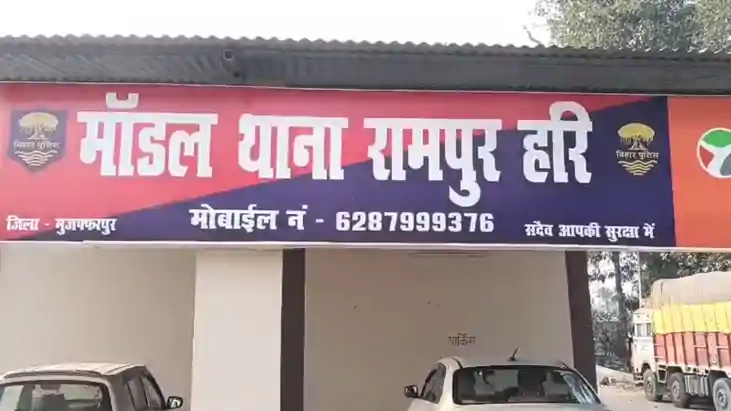 मॉडल थाना रामपुर हरि
बिहार पुलिस
बिहार पुलिस
जिला - मुजफ्फरपुर
मोबाईल नं - 6287999376
सदैव आपकी सुरक्षा में
पार्किंग